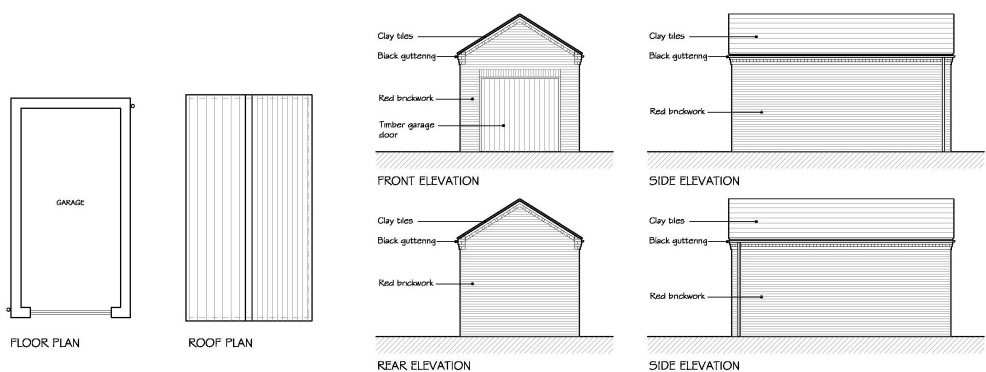 GARAGE
FLOOR PLAN
ROOF PLAN
Clay tiles
Black guttering
Red brickwork
Timber garage
door
FRONT ELEVATION
Clay tiles
Black guttering
Red brickwork
SIDE ELEVATION
Clay tiles
Black guttering
Red brickwork
REAR ELEVATION
Clay tiles
Black guttering
Red brickwork
SIDE ELEVATION